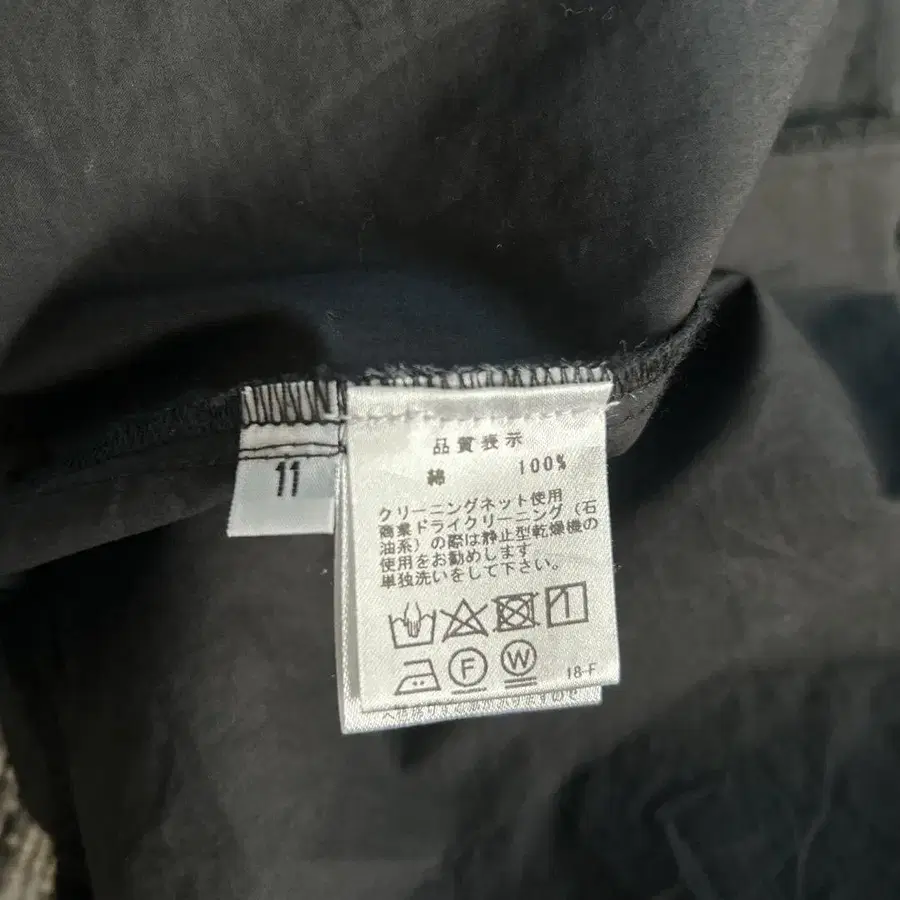 11
品質表示
綿 100%
クリーニングネット使用
商業ドライクリーニング(石
油系)の際は静止型乾燥機の
使用をお勧めします
単独洗いをして下さい。
F W 18-F